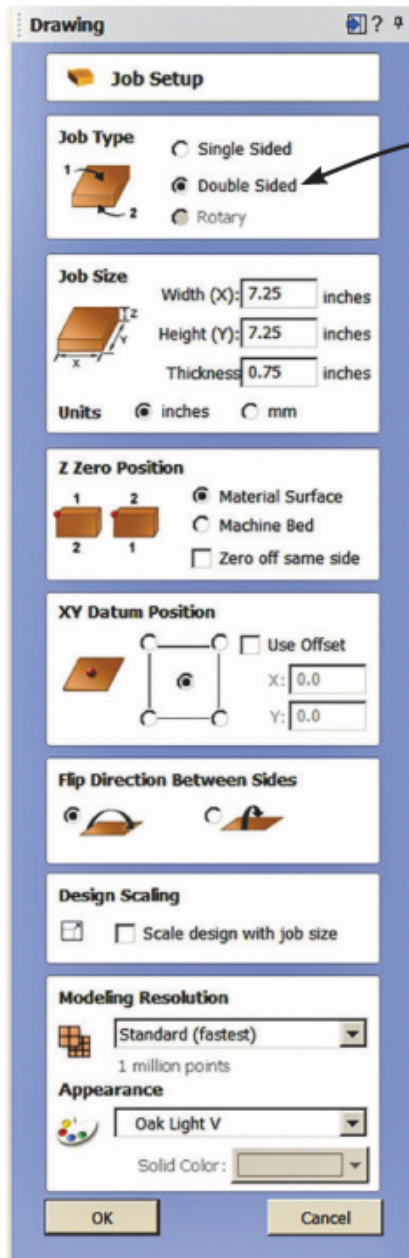 Drawing
?
Job Setup
Job Type
Single Sided
1
Double Sided
2
Rotary
Job Size
Width (X): 7.25 inches
Z
Height (Y): 7.25 inches
Y
X
Thickness 0.75 inches
Units inches mm
Z Zero Position
1 2 Material Surface
Machine Bed
2 1 Zero off same side
XY Datum Position
Use Offset
X: 0.0
Y: 0.0
Flip Direction Between Sides
Design Scaling
Scale design with job size
Modeling Resolution
Standard (fastest)
1 million points
Appearance
Oak Light V
Solid Color:
OK Cancel